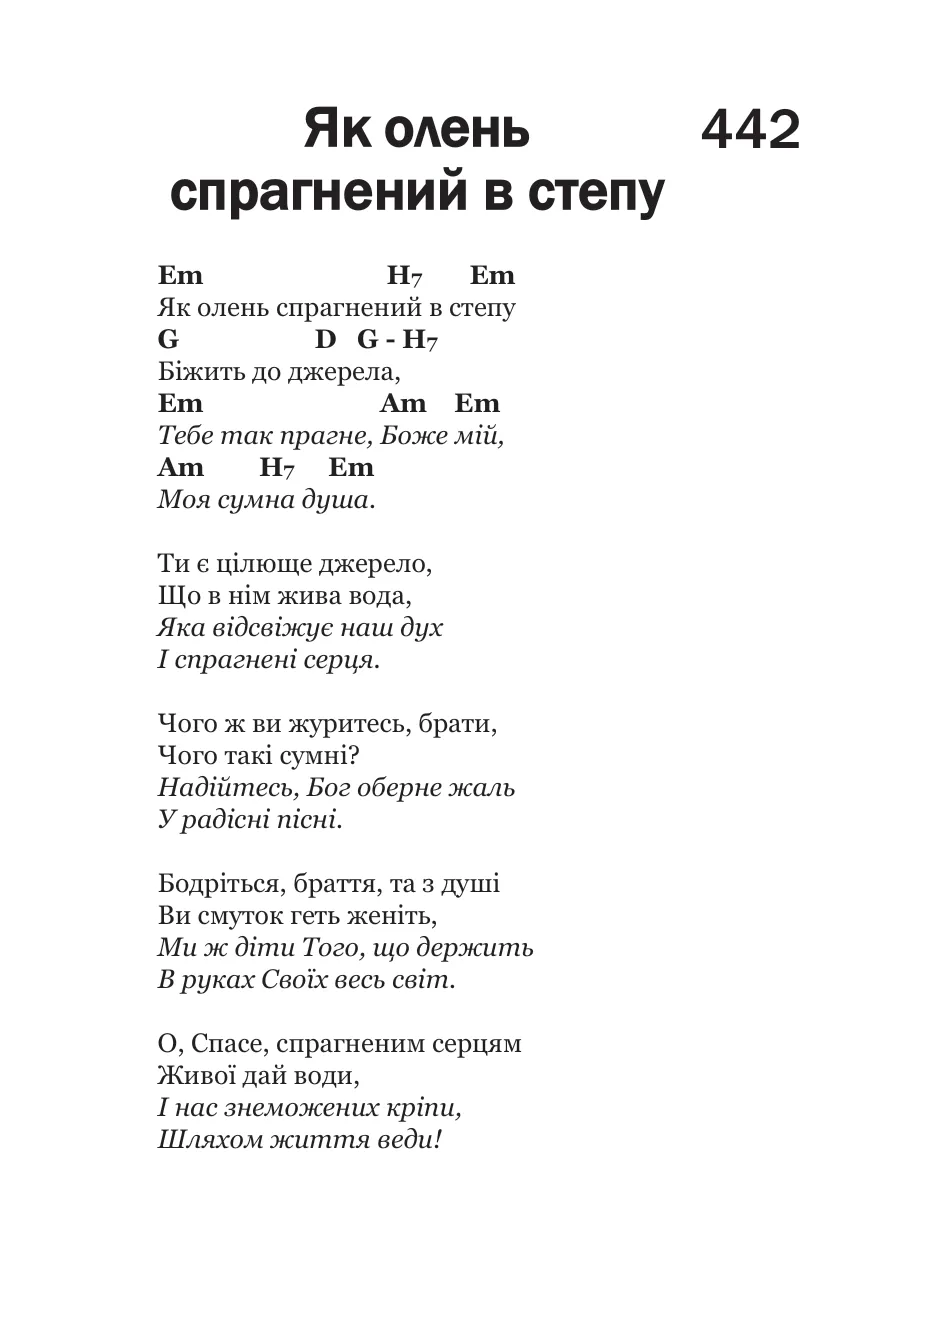 Як олень 442
спрагнений в степу
Em H7 Em
Як олень спрагнений в степу
G D G - H7
Біжить до джерела,
Em Am Em
Тебе так прагне, Боже мій,
Am H7 Em
Моя сумна душа.
Ти є цілюще джерело,
Що в нім жива вода,
Яка відсвіжує наш дух
І спрагнені серця.
Чого ж ви журитесь, брати,
Чого такі сумні?
Надійтесь, Бог оберне жаль
У радісні пісні.
Бодріться, браття, та з душі
Ви смуток геть женіть,
Ми ж діти Того, що держить
В руках Своїх весь світ.
О, Спасе, спрагненим серцям
Живої дай води,
І нас знеможених кріпи,
Шляхом життя веди!